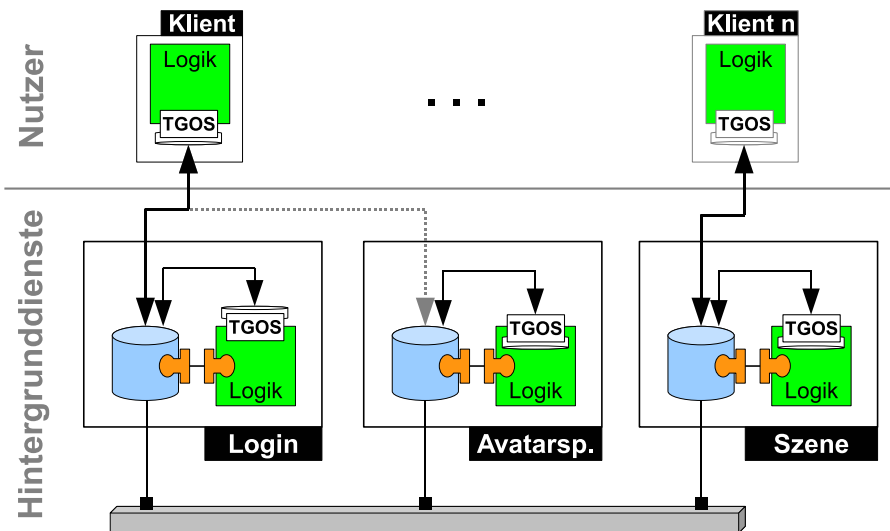 Nutzer
Klient
Logik
TGOS
. . .
Klient n
Logik
TGOS
Hintergrunddienste
TGOS
Logik
Login
TGOS
Logik
Avatarsp.
TGOS
Logik
Szene